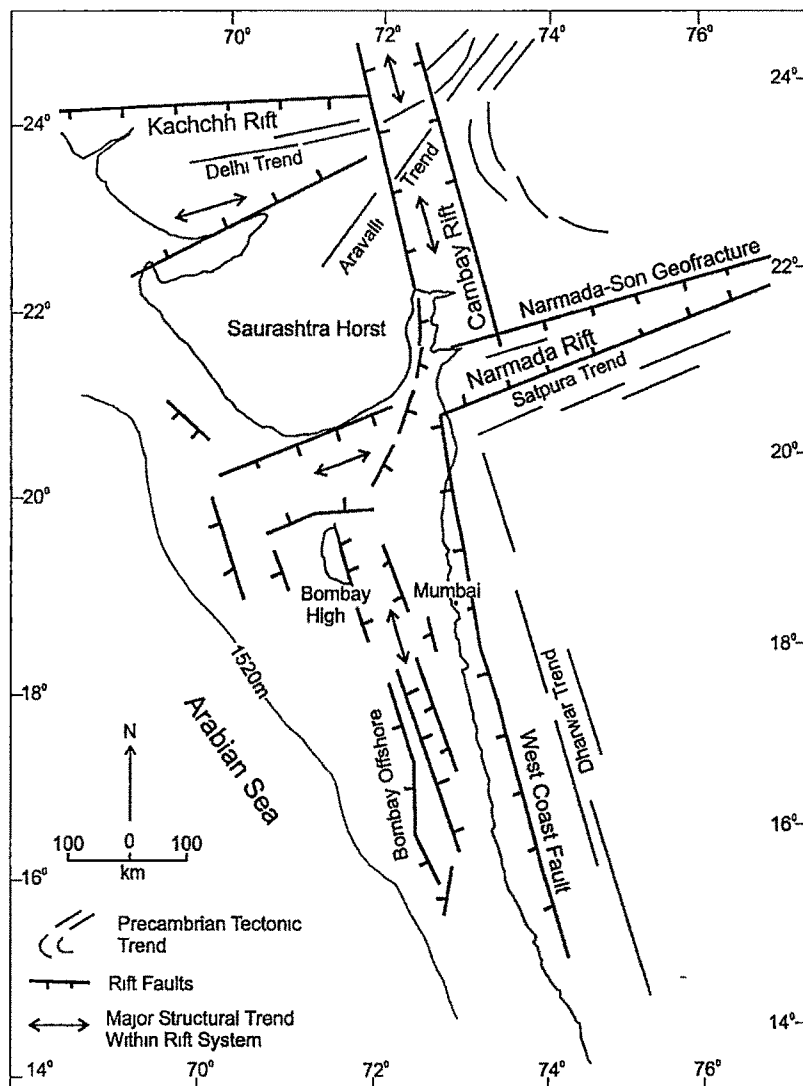 70° 72° 74° 76°
24°
24°
Kachchh Rift
Delhi Trend
Trend
Aravalli
Cambay Rift
22°
22°
Narmada-Son Geofracture
Saurashtra Horst
Narmada Rift
Satpura Trend
20°
20°
Bombay
High
Mumbai
18°
18°
1520m
Dharwar Trend
Arabian Sea
Bombay Offshore
West Coast Fault
N
100 0 100
km
16°
16°
Precambrian Tectonic
Trend
Rift Faults
Major Structural Trend
Within Rift System
14°
14°
70° 72° 74° 76°